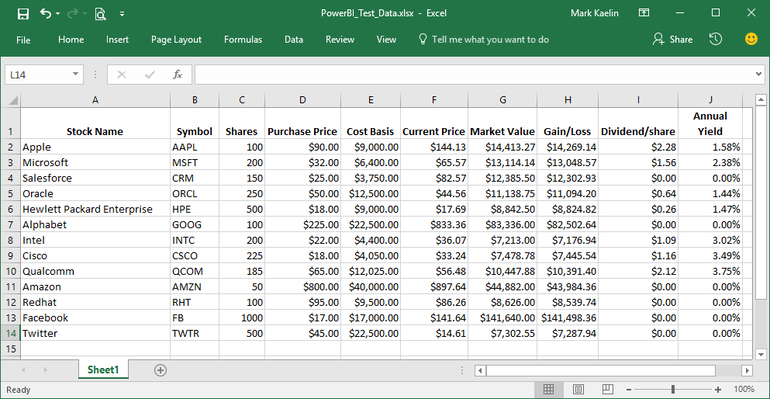 PowerBI_Test_Data.xlsx - Excel
Mark Kaelin
File Home Insert Page Layout Formulas Data Review View Tell me what you want to do Share
L14 fx
A B C D E F G H I J
1 Stock Name Symbol Shares Purchase Price Cost Basis Current Price Market Value Gain/Loss Dividend/share Annual Yield
2 Apple AAPL 100 $90.00 $9,000.00 $144.13 $14,413.27 $14,269.14 $2.28 1.58%
3 Microsoft MSFT 200 $32.00 $6,400.00 $65.57 $13,114.14 $13,048.57 $1.56 2.38%
4 Salesforce CRM 150 $25.00 $3,750.00 $82.57 $12,385.50 $12,302.93 $0.00 0.00%
5 Oracle ORCL 250 $50.00 $12,500.00 $44.56 $11,138.75 $11,094.20 $0.64 1.44%
6 Hewlett Packard Enterprise HPE 500 $18.00 $9,000.00 $17.69 $8,842.50 $8,824.82 $0.26 1.47%
7 Alphabet GOOG 100 $225.00 $22,500.00 $833.36 $83,336.00 $82,502.64 $0.00 0.00%
8 Intel INTC 200 $22.00 $4,400.00 $36.07 $7,213.00 $7,176.94 $1.09 3.02%
9 Cisco CSCO 225 $18.00 $4,050.00 $33.24 $7,478.78 $7,445.54 $1.16 3.49%
10 Qualcomm QCOM 185 $65.00 $12,025.00 $56.48 $10,447.88 $10,391.40 $2.12 3.75%
11 Amazon AMZN 50 $800.00 $40,000.00 $897.64 $44,882.00 $43,984.36 $0.00 0.00%
12 Redhat RHT 100 $95.00 $9,500.00 $86.26 $8,626.00 $8,539.74 $0.00 0.00%
13 Facebook FB 1000 $17.00 $17,000.00 $141.64 $141,640.00 $141,498.36 $0.00 0.00%
14 Twitter TWTR 500 $45.00 $22,500.00 $14.61 $7,302.55 $7,287.94 $0.00 0.00%
15
Sheet1
Ready 100%